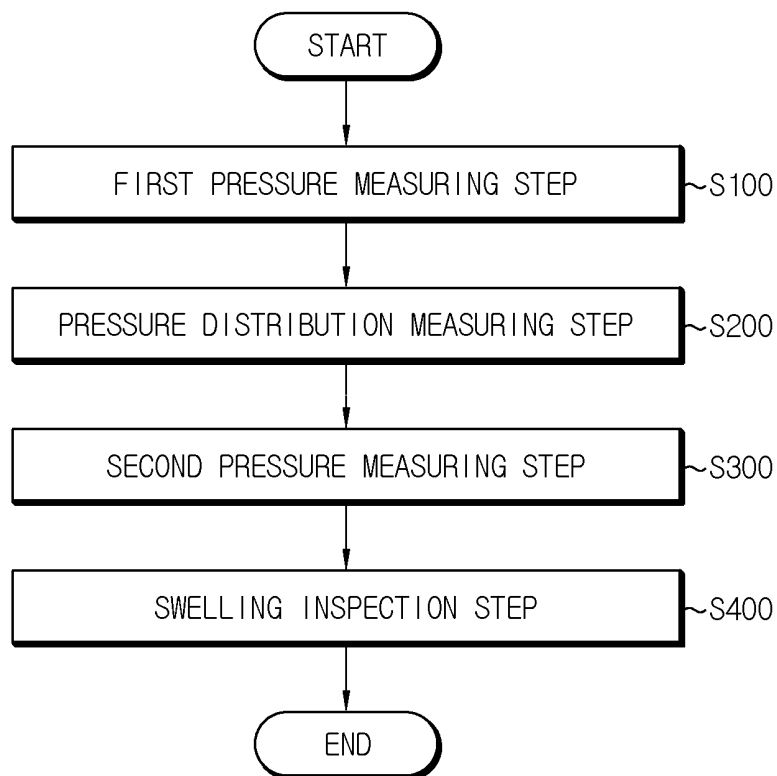 START
FIRST PRESSURE MEASURING STEP
~S100
PRESSURE DISTRIBUTION MEASURING STEP
~S200
SECOND PRESSURE MEASURING STEP
~S300
SWELLING INSPECTION STEP
~S400
END